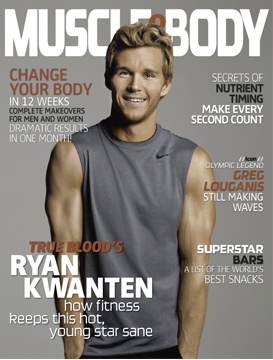 MUSCLE&BODY
CHANGE
YOUR BODY
IN 12 WEEKS
COMPLETE MAKEOVERS
FOR MEN AND WOMEN
DRAMATIC RESULTS
IN ONE MONTH!
SECRETS OF
NUTRIENT
TIMING
MAKE EVERY
SECOND COUNT
//Icon//
OLYMPIC LEGEND
GREG
LOUGANIS
STILL MAKING
WAVES
SUPERSTAR
BARS
A LIST OF THE WORLD'S
BEST SNACKS
TRUE BLOOD'S
RYAN
KWANTEN
how fitness
keeps this hot,
young star sane